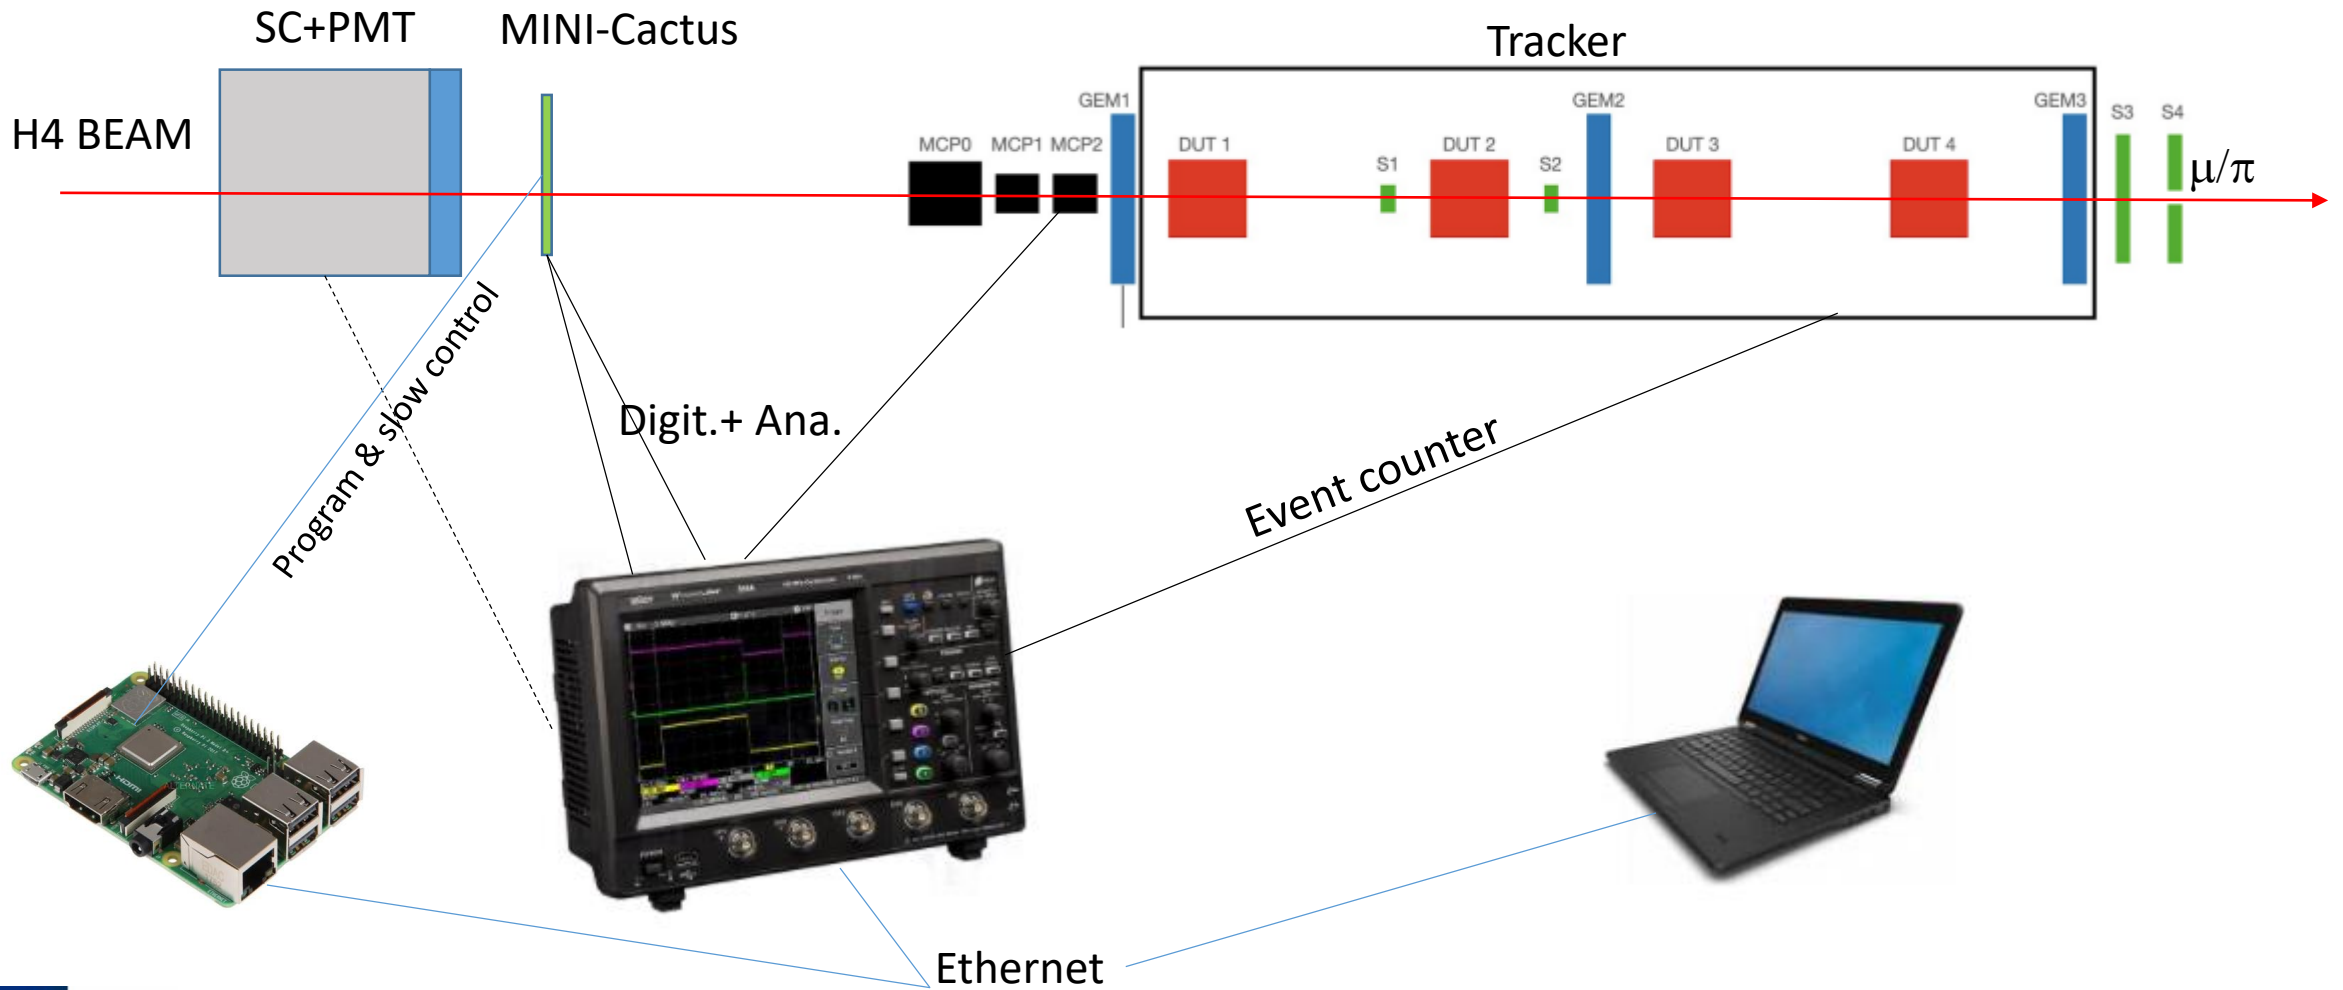 SC+PMT
MINI-Cactus
Tracker
H4 BEAM
GEM1
GEM2
GEM3
MCP0
MCP1
MCP2
DUT 1
S1
DUT 2
S2
DUT 3
DUT 4
S3
S4
μ/π
Program & slow control
Digit.+ Ana.
Event counter
HDMI
Ethernet